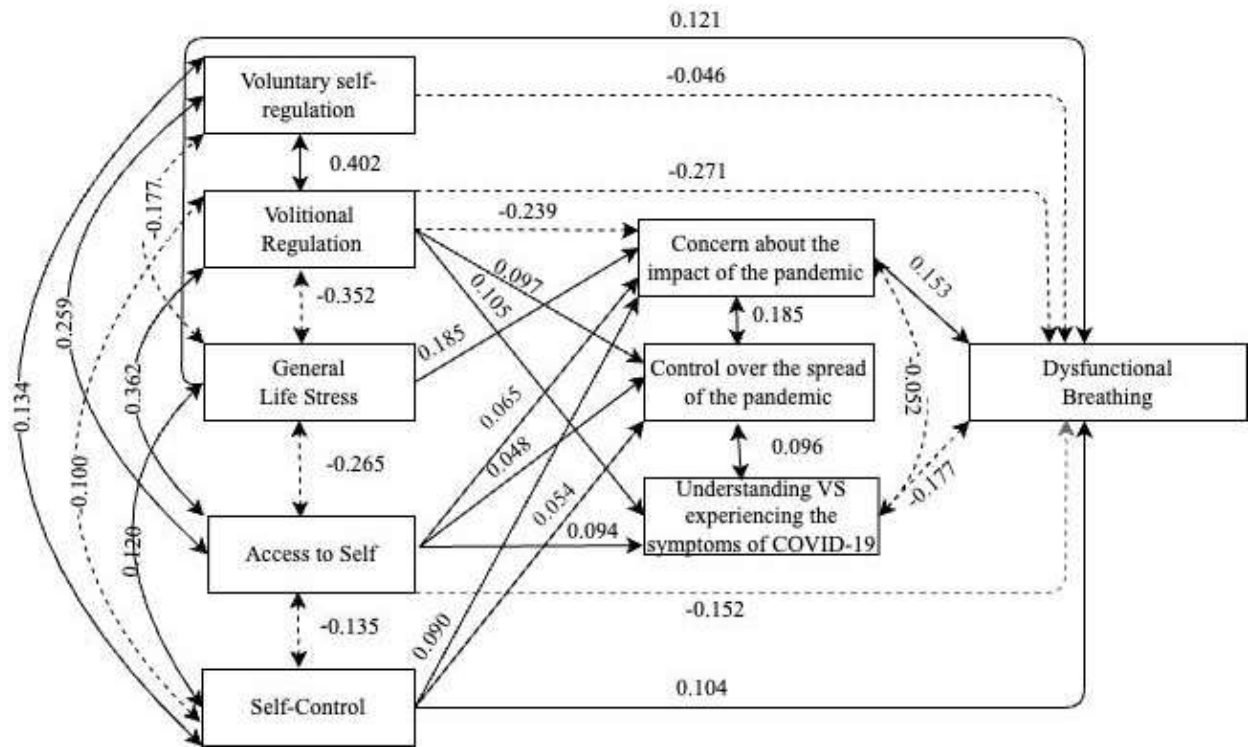 0.121
Voluntary self-
regulation
-0.046
0.402
-0.177
-0.271
Volitional
Regulation
-0.239
Concern about the
impact of the pandemic
0.097
0.105
0.153
-0.352
0.259
0.185
0.185
-0.052
General
Life Stress
0.134
0.362
0.065
Control over the spread
of the pandemic
Dysfunctional
Breathing
-0.100
0.048
-0.265
0.096
-0.177
0.054
Understanding VS
experiencing the
symptoms of COVID-19
0.120
Access to Self
0.094
-0.152
-0.135
0.090
0.104
Self-Control